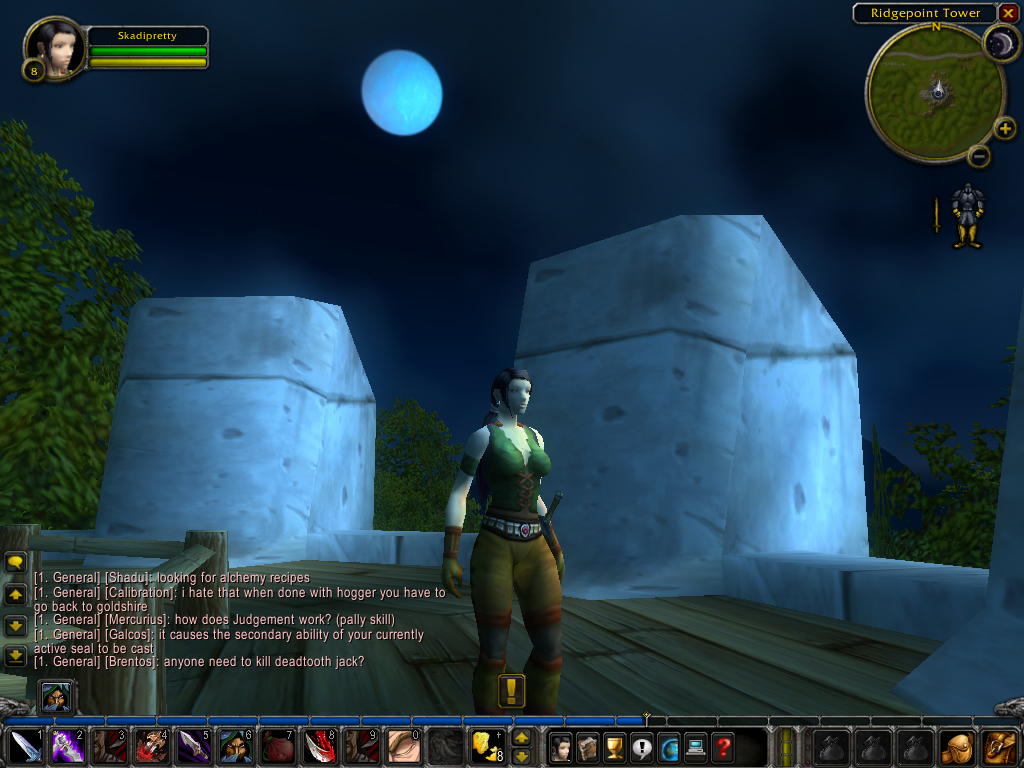 Skadipretty
8
Ridgepoint Tower
N
[1. General] [Shadu]: looking for alchemy recipes
[1. General] [Calibration]: i hate that when done with hogger you have to
go back to goldshire
[1. General] [Mercurius]: how does Judgement work? (pally skill)
[1. General] [Galcos]: it causes the secondary ability of your currently
active seal to be cast
[1. General] [Brentos]: anyone need to kill deadtooth jack?
1 2 3 4 5 6 7 8 9 0 8